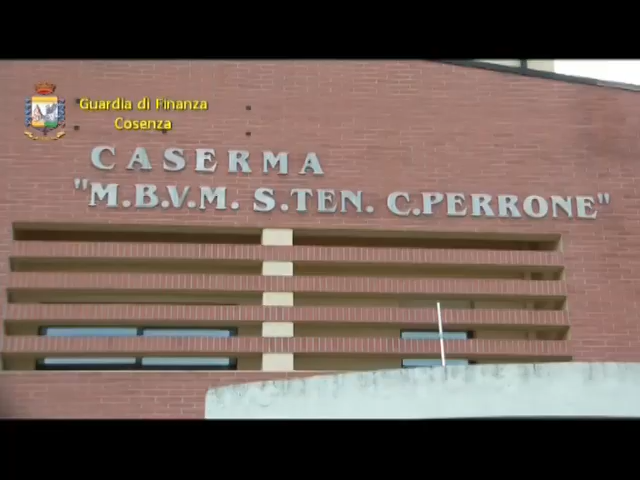 Guardia di Finanza
Cosenza
CASERMA
"M.B.V.M. S.TEN. C.PERRONE"